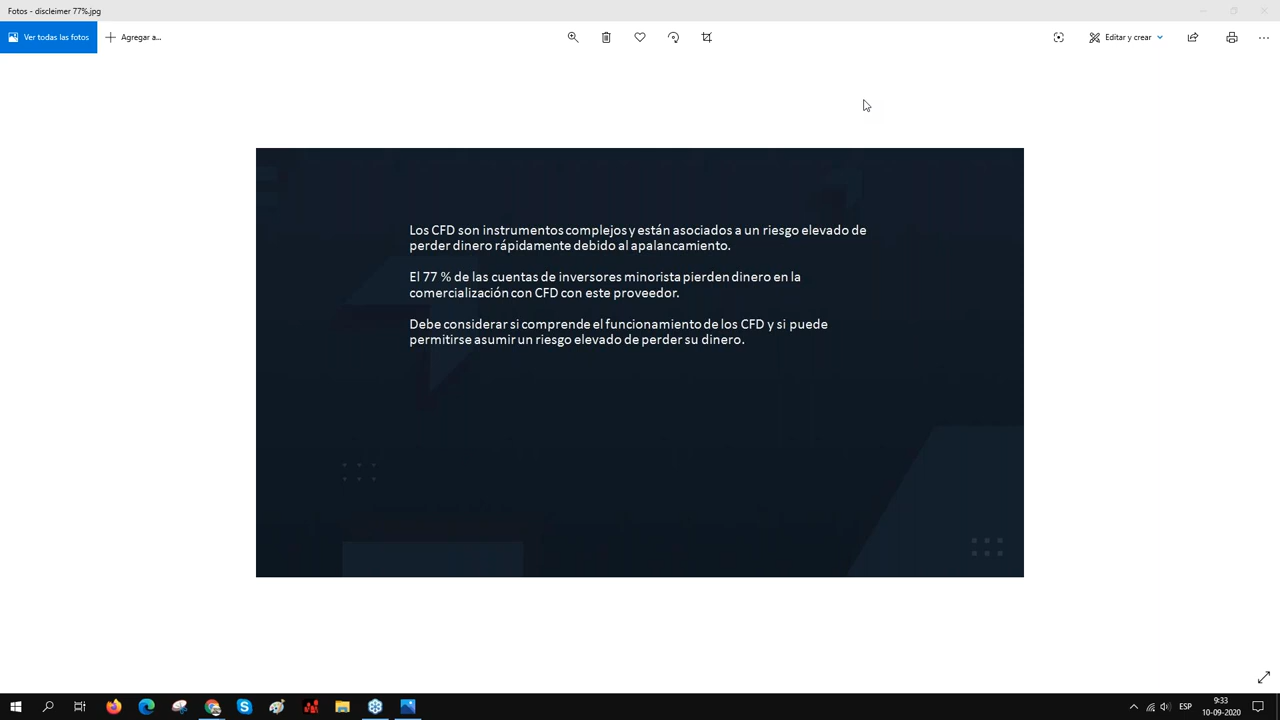 Fotos - discleimer 77%.jpg
Ver todas las fotos
Agregar a...
Editar y crear
Los CFD son instrumentos complejos y están asociados a un riesgo elevado de
perder dinero rápidamente debido al apalancamiento.
El 77 % de las cuentas de inversores minorista pierden dinero en la
comercialización con CFD con este proveedor.
Debe considerar si comprende el funcionamiento de los CFD y si puede
permitirse asumir un riesgo elevado de perder su dinero.
ESP
9:33
10-09-2020